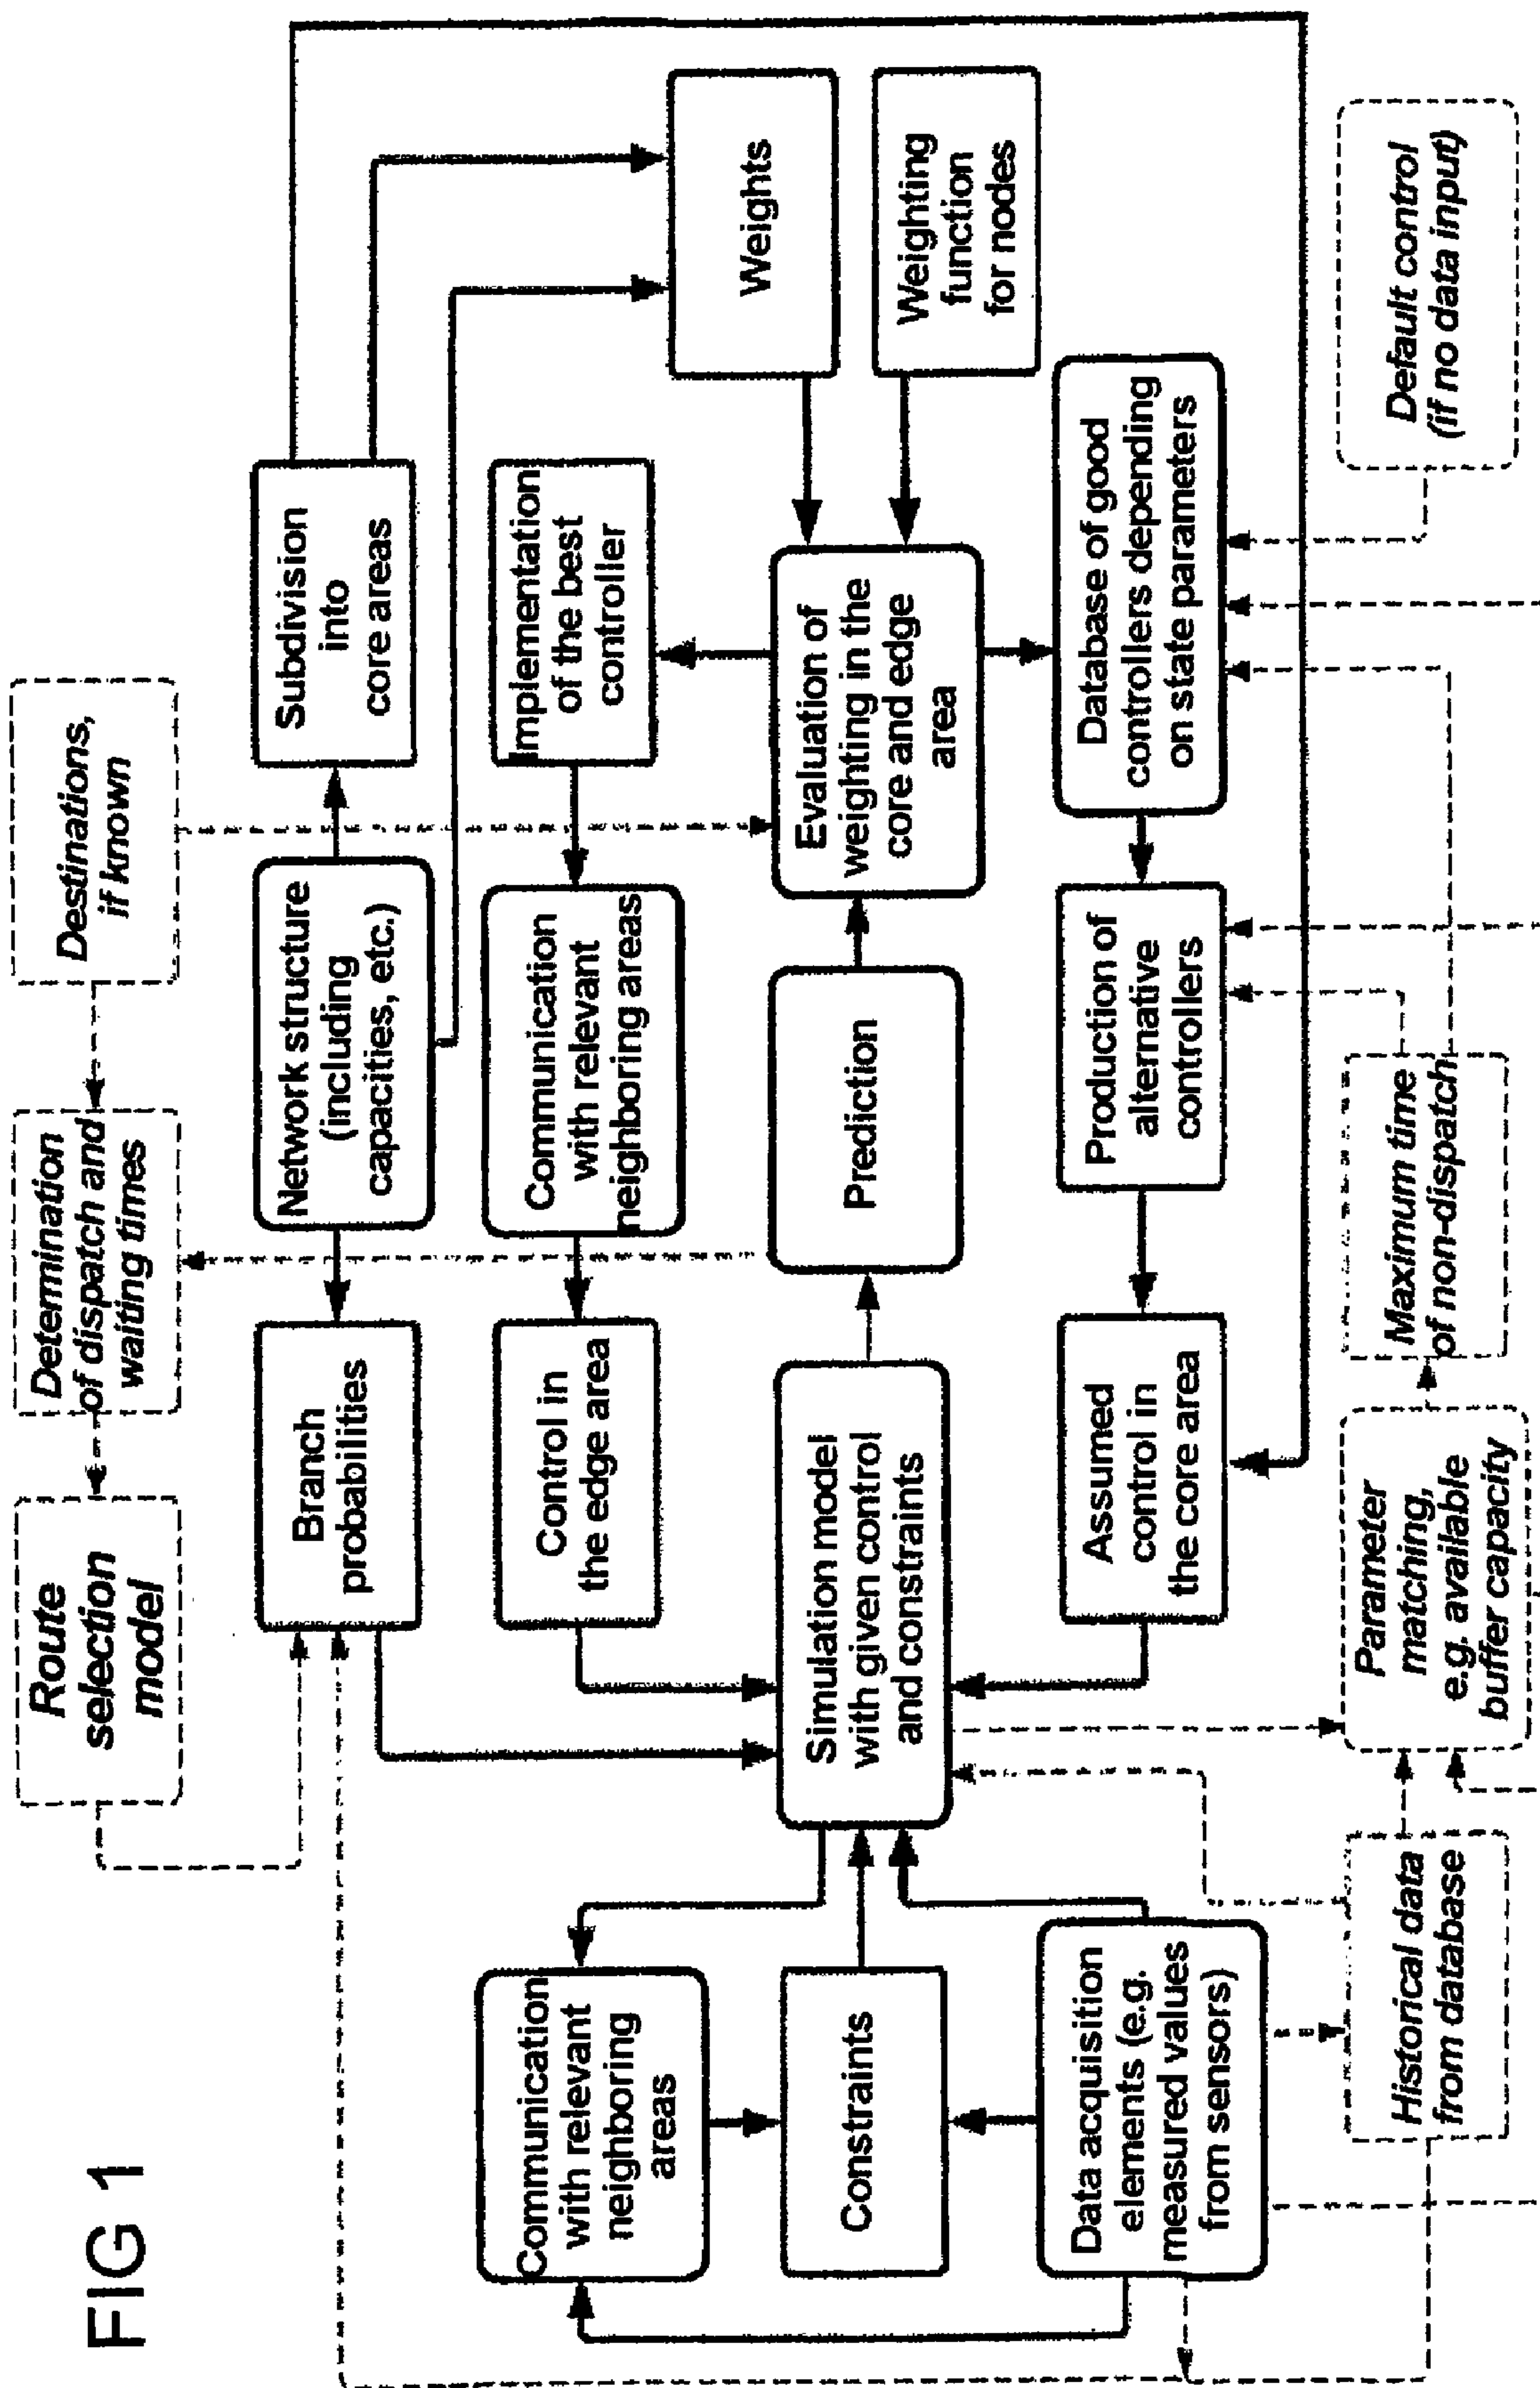 FIG 1
Route
selection
model
Determination
of dispatch and
waiting times
Destinations,
if known
Branch
probabilities
Network structure
(including
capacities, etc.)
Subdivision
into
core areas
Communication
with relevant
neighboring
areas
Control in
the edge area
Communication
with relevant
neighboring areas
Implementation
of the best
controller
Weights
Constraints
Simulation model
with given control
and constraints
Prediction
Evaluation of
weighting in the
core and edge
area
Weighting
function
for nodes
Data acquisition
elements (e.g.
measured values
from sensors)
Assumed
control in
the core area
Production of
alternative
controllers
Database of good
controllers depending
on state parameters
Historical data
from database
Parameter
matching,
e.g. available
buffer capacity
Maximum time
of non-dispatch
Default control
(if no data input)